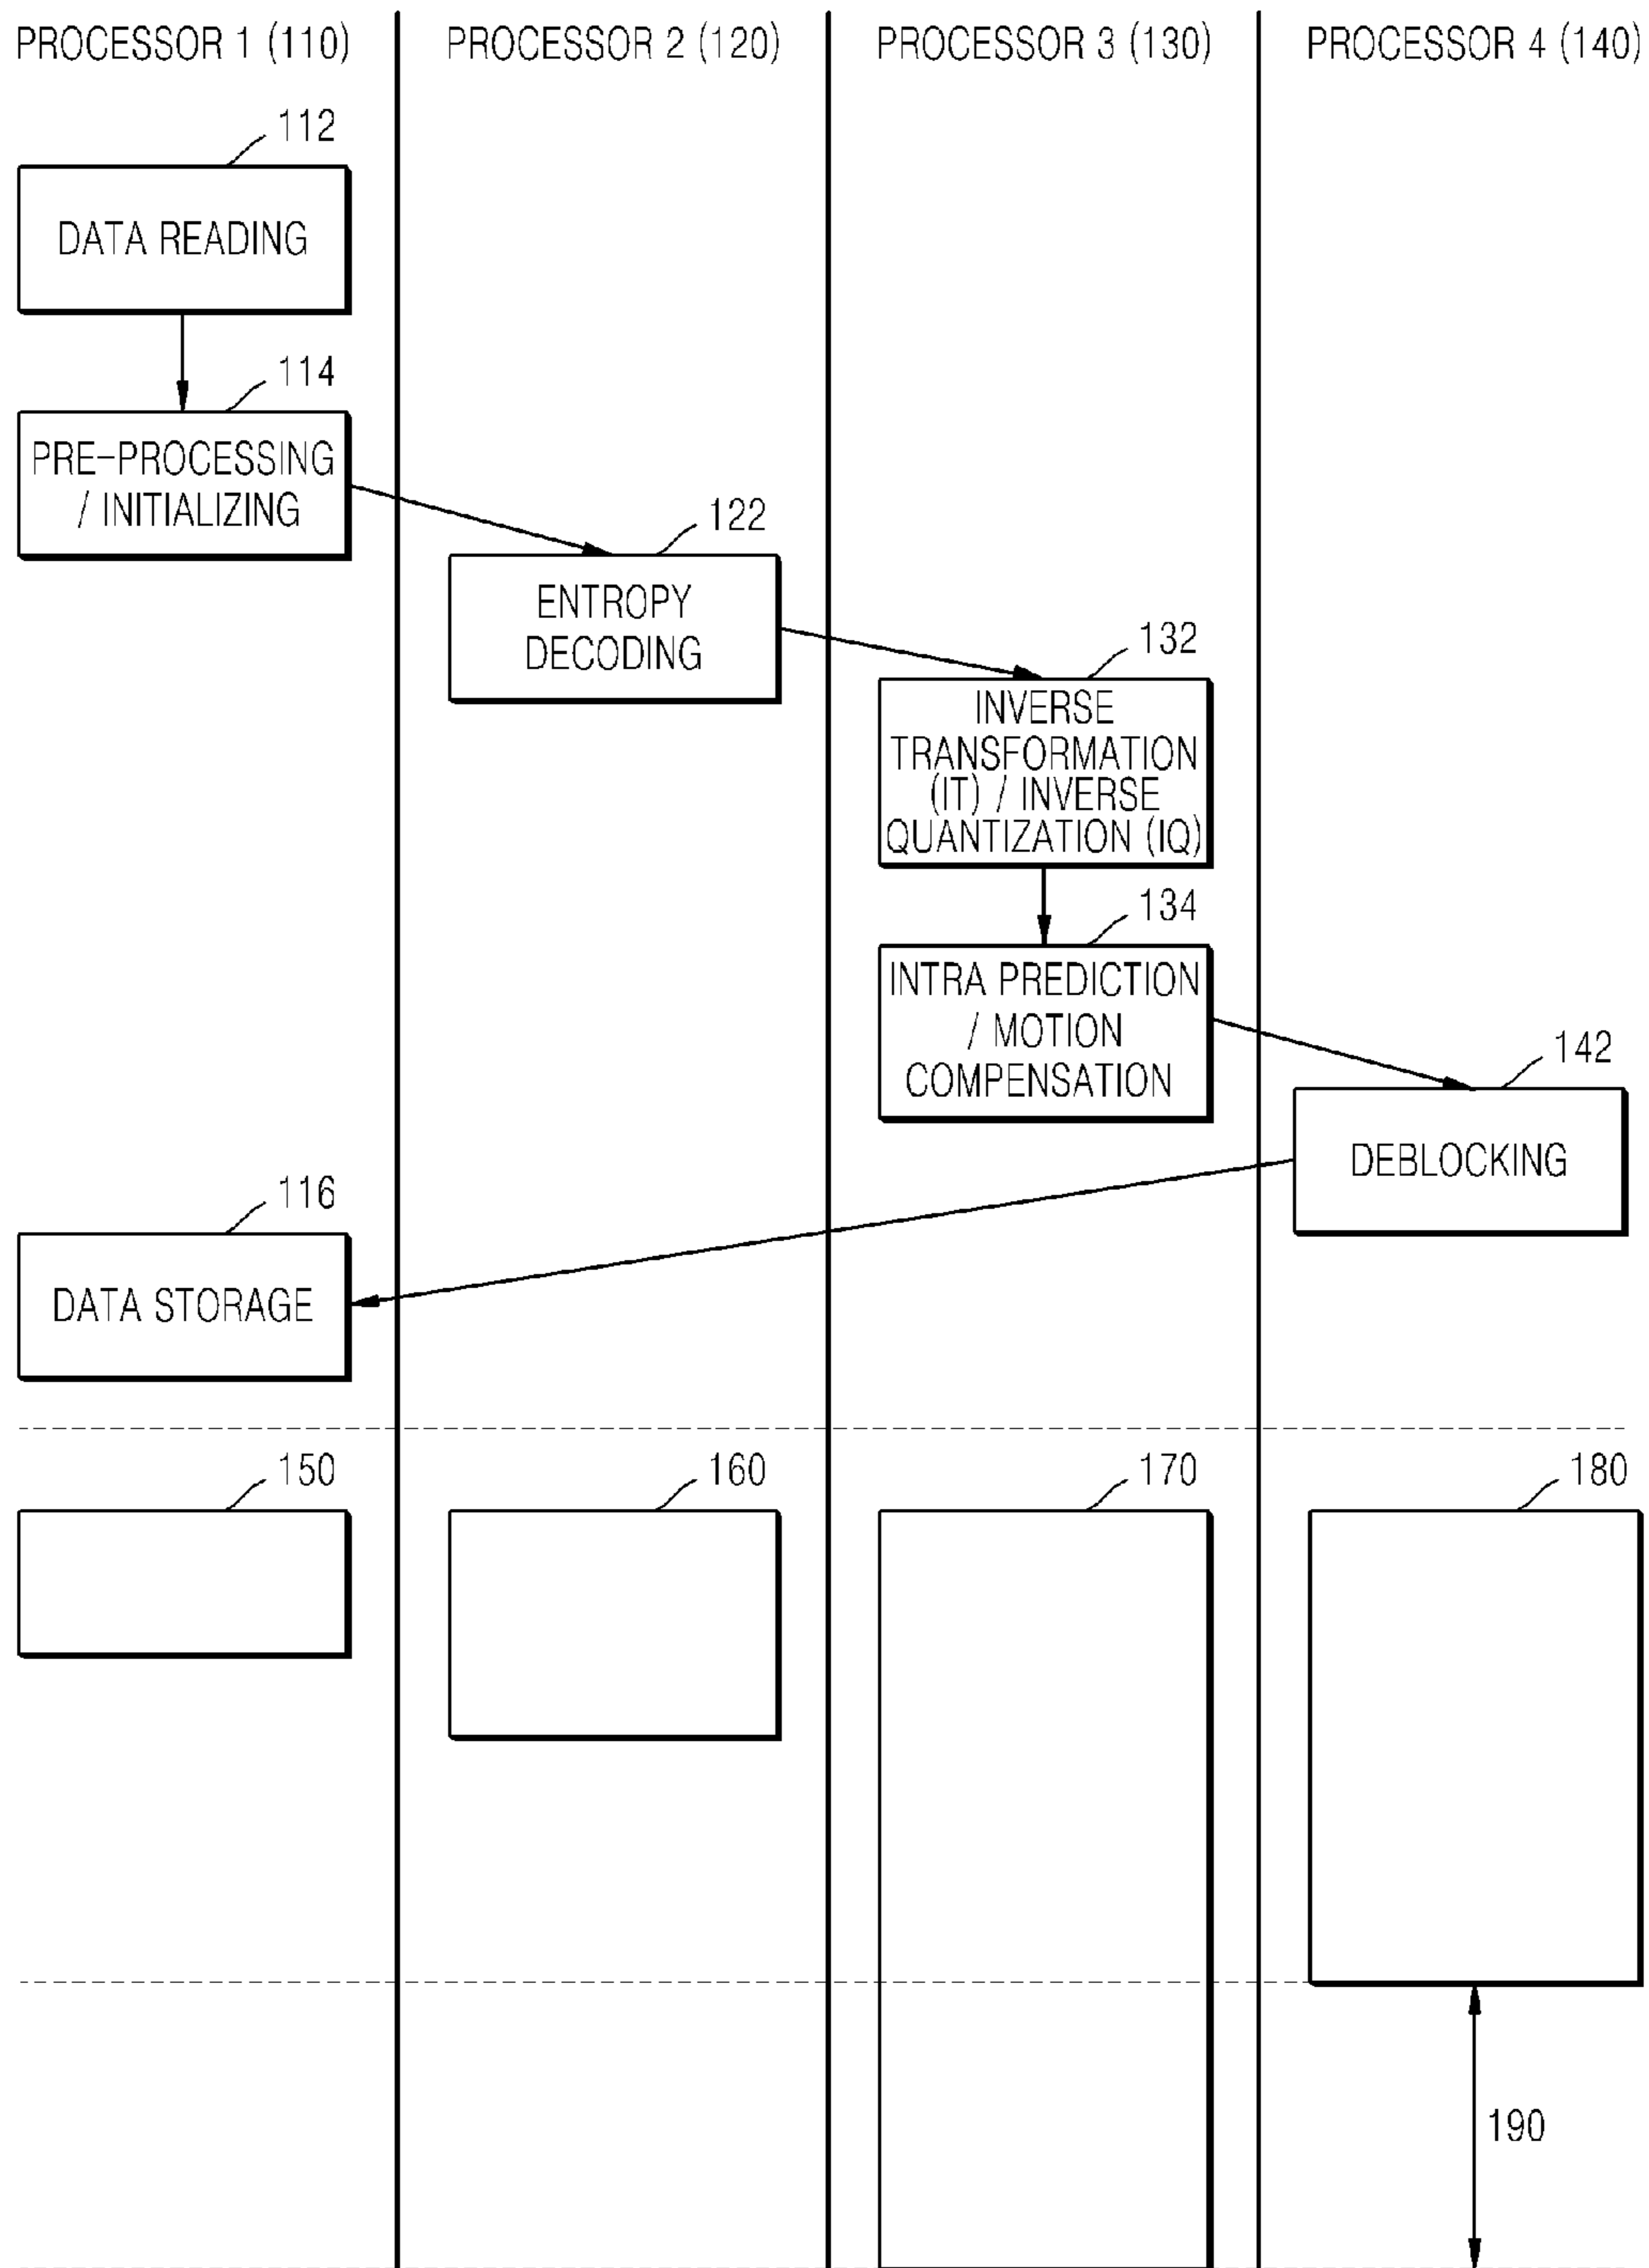 PROCESSOR 1 (110)
PROCESSOR 2 (120)
PROCESSOR 3 (130)
PROCESSOR 4 (140)
112
DATA READING
114
PRE-PROCESSING
/ INITIALIZING
122
ENTROPY
DECODING
132
INVERSE
TRANSFORMATION
(IT) / INVERSE
QUANTIZATION (IQ)
134
INTRA PREDICTION
/ MOTION
COMPENSATION
142
DEBLOCKING
116
DATA STORAGE
150
160
170
180
190